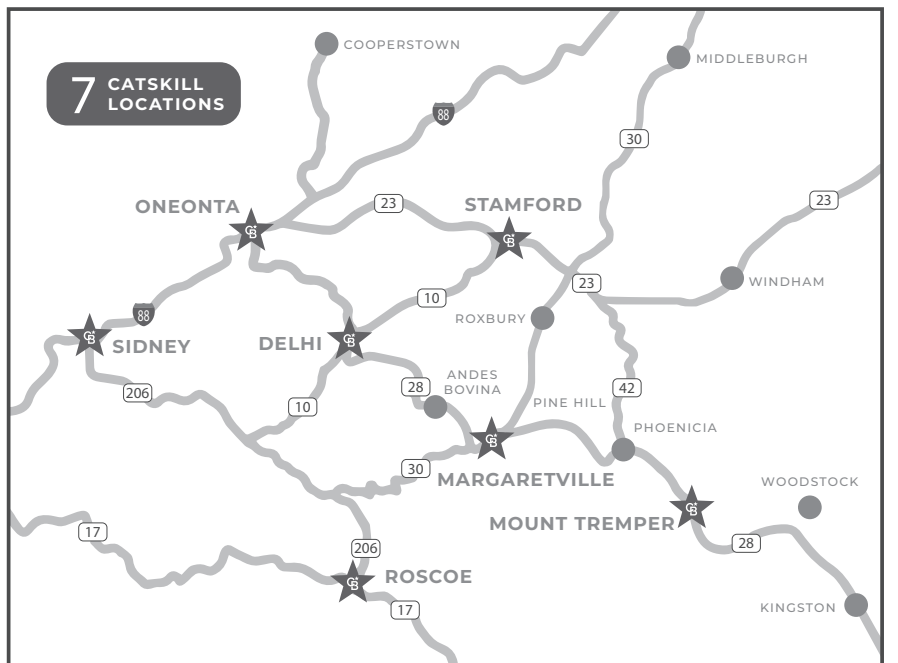 COOPERSTOWN
MIDDLEBURGH
7 CATSKILL
LOCATIONS
88
30
ONEONTA
23
STAMFORD
23
23
WINDHAM
10
88
ROXBURY
SIDNEY
DELHI
ANDES
BOVINA
28
42
206
10
PINE HILL
PHOENICIA
30
MARGARETVILLE
WOODSTOCK
MOUNT TREMPER
17
28
206
ROSCOE
17
KINGSTON